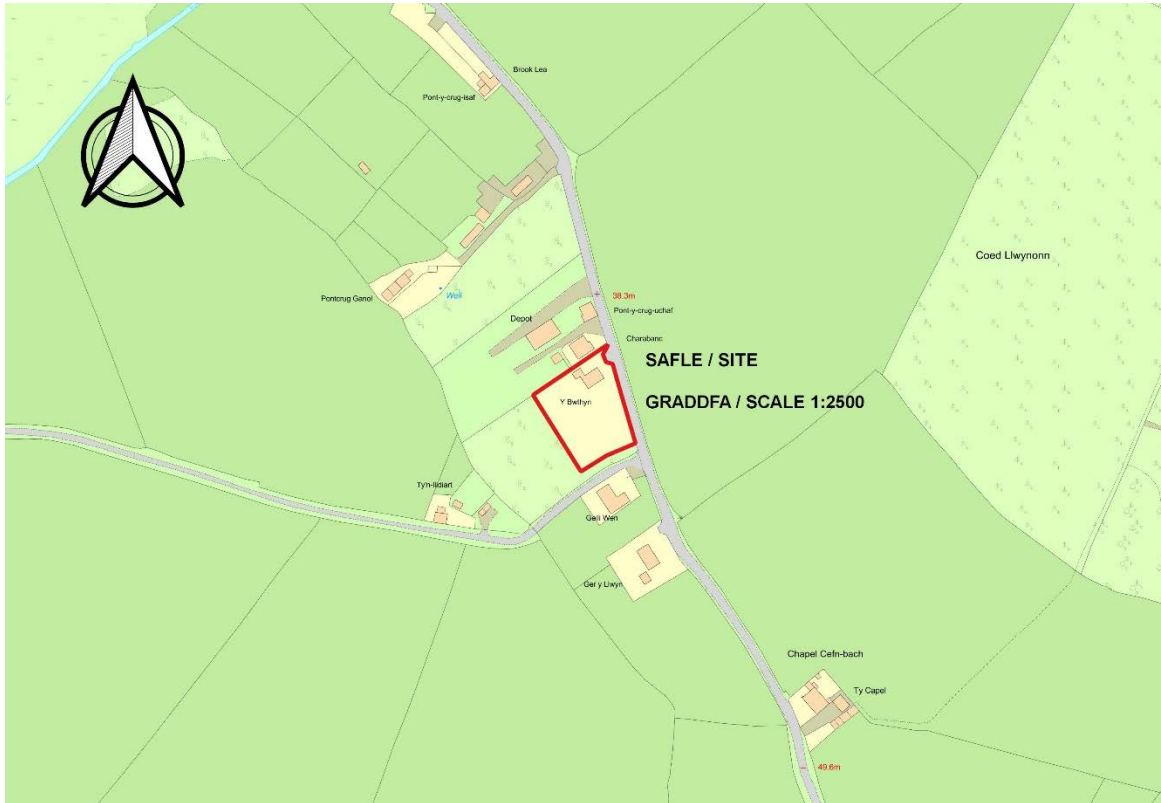 Brook Lea
Pont-y-crug-isaf
Coed Llwynonn
Pontcrug Ganol
Well
38.3m
Pont-y-crug-uchaf
Depot
Charabanc
SAFLE / SITE
GRADDFA / SCALE 1:2500
Y Bwthyn
Ty'n-llidiart
Gelli Wen
Ger y Llwyn
Chapel Cefn-bach
Ty Capel
49.6m